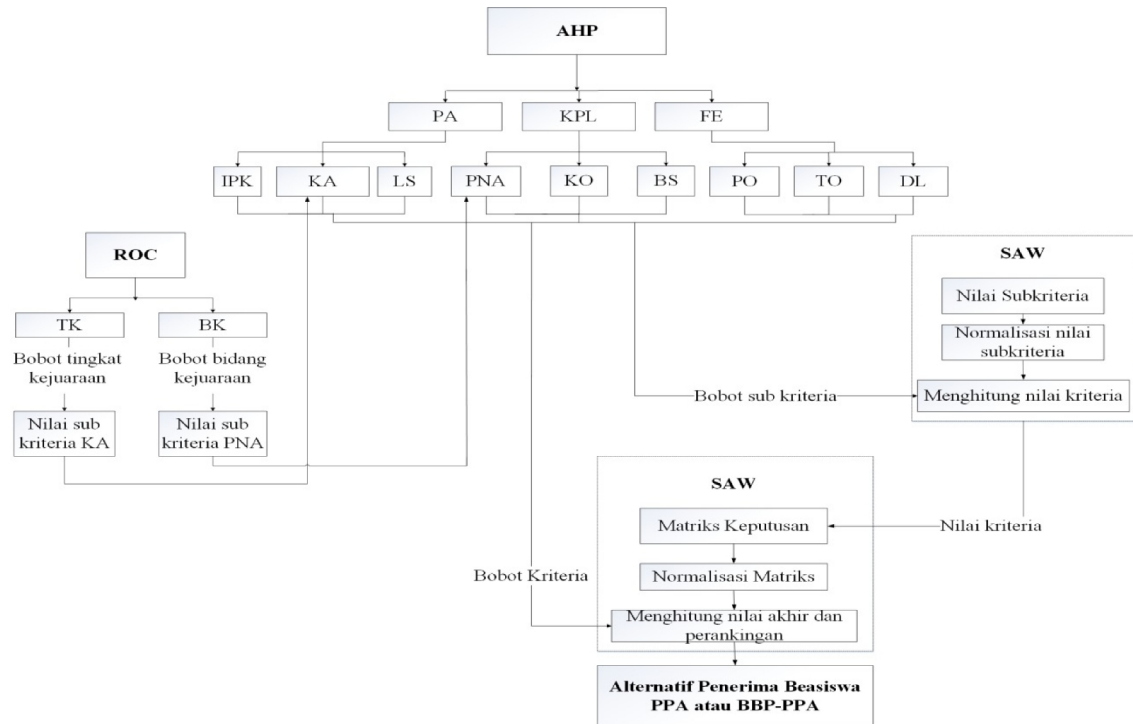 AHP
PA
KPL
FE
IPK
KA
LS
PNA
KO
BS
PO
TO
DL
ROC
TK
BK
Bobot tingkat
kejuaraan
Bobot bidang
kejuaraan
Nilai sub
kriteria KA
Nilai sub
kriteria PNA
SAW
Nilai Subkriteria
Normalisasi nilai
subkriteria
Menghitung nilai kriteria
Bobot sub kriteria
Nilai kriteria
Bobot Kriteria
SAW
Matriks Keputusan
Normalisasi Matriks
Menghitung nilai akhir dan
perankingan
Alternatif Penerima Beasiswa
PPA atau BBP-PPA